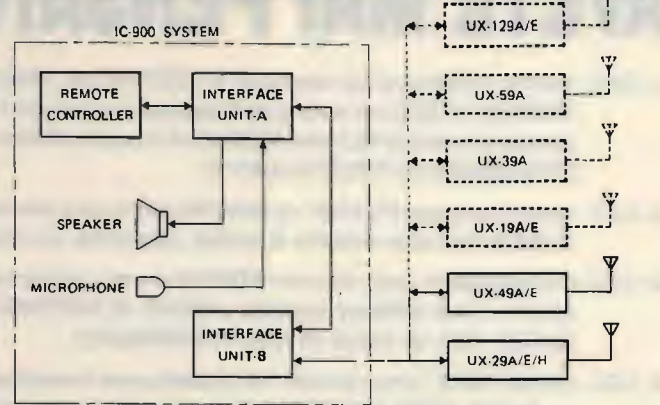 IC-900 SYSTEM
REMOTE
CONTROLLER
INTERFACE
UNIT-A
SPEAKER
MICROPHONE
INTERFACE
UNIT-B
UX-129A/E
UX-59A
UX-39A
UX-19A/E
UX-49A/E
UX-29A/E/H